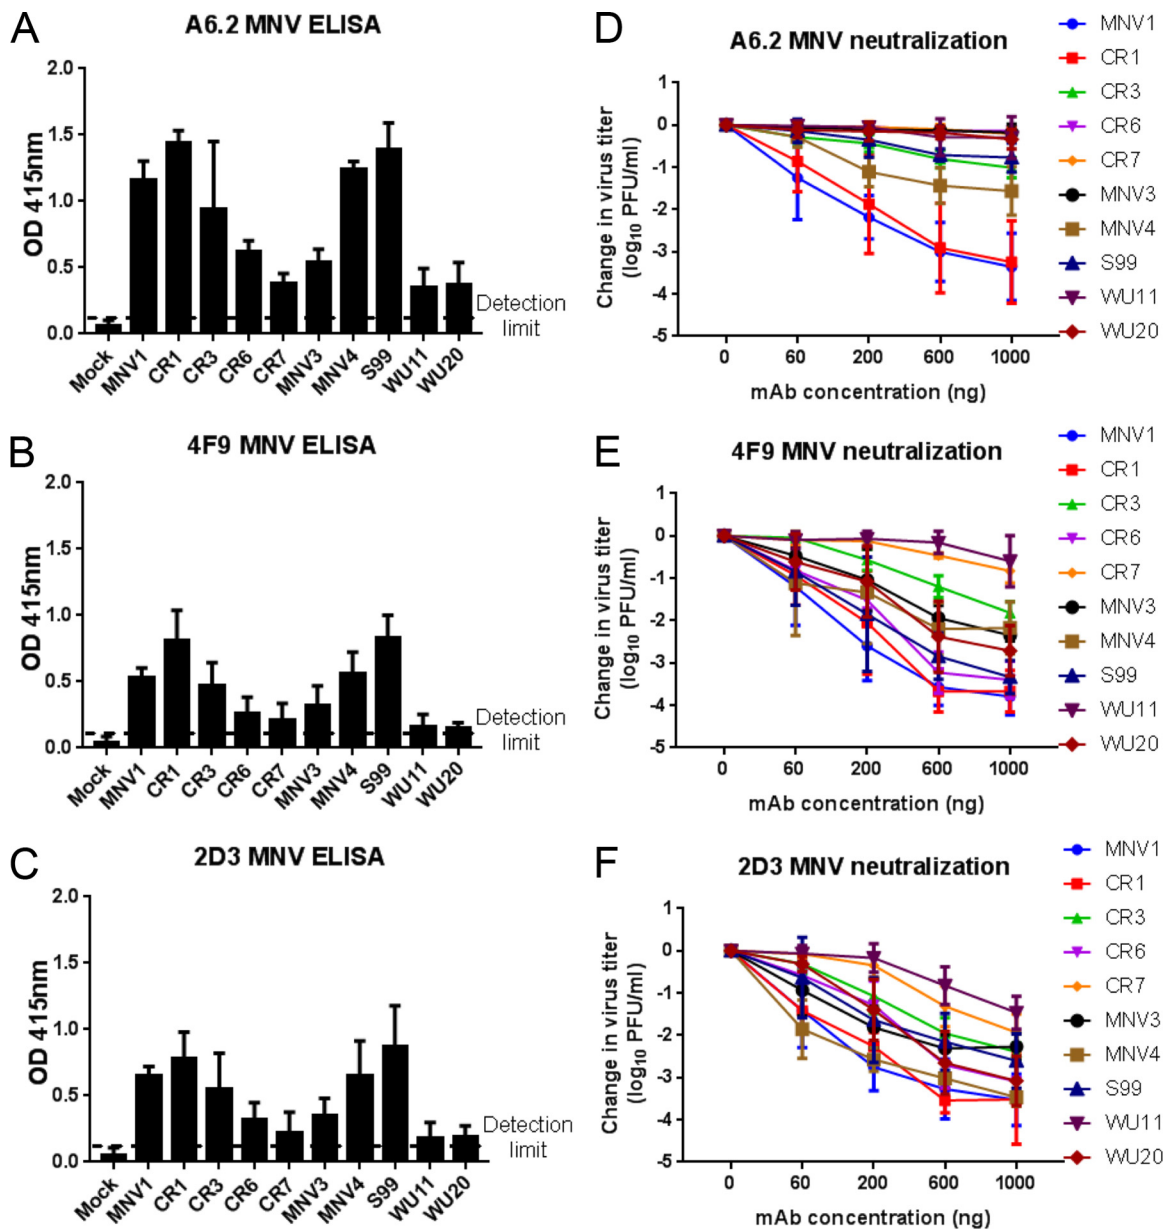 A
A6.2 MNV ELISA
OD 415nm
2.0
1.5
1.0
0.5
0.0
Detection
limit
Mock
MNV1
CR1
CR3
CR6
CR7
MNV3
MNV4
S99
WU11
WU20
D
A6.2 MNV neutralization
Change in virus titer
(log10 PFU/ml)
1
0
-1
-2
-3
-4
-5
0 60 200 600 1000
mAb concentration (ng)
MNV1
CR1
CR3
CR6
CR7
MNV3
MNV4
S99
WU11
WU20
B
4F9 MNV ELISA
OD 415nm
2.0
1.5
1.0
0.5
0.0
Detection
limit
Mock
MNV1
CR1
CR3
CR6
CR7
MNV3
MNV4
S99
WU11
WU20
E
4F9 MNV neutralization
Change in virus titer
(log10 PFU/ml)
1
0
-1
-2
-3
-4
-5
0 60 200 600 1000
mAb concentration (ng)
MNV1
CR1
CR3
CR6
CR7
MNV3
MNV4
S99
WU11
WU20
C
2D3 MNV ELISA
OD 415nm
2.0
1.5
1.0
0.5
0.0
Detection
limit
Mock
MNV1
CR1
CR3
CR6
CR7
MNV3
MNV4
S99
WU11
WU20
F
2D3 MNV neutralization
Change in virus titer
(log10 PFU/ml)
1
0
-1
-2
-3
-4
-5
0 60 200 600 1000
mAb concentration (ng)
MNV1
CR1
CR3
CR6
CR7
MNV3
MNV4
S99
WU11
WU20